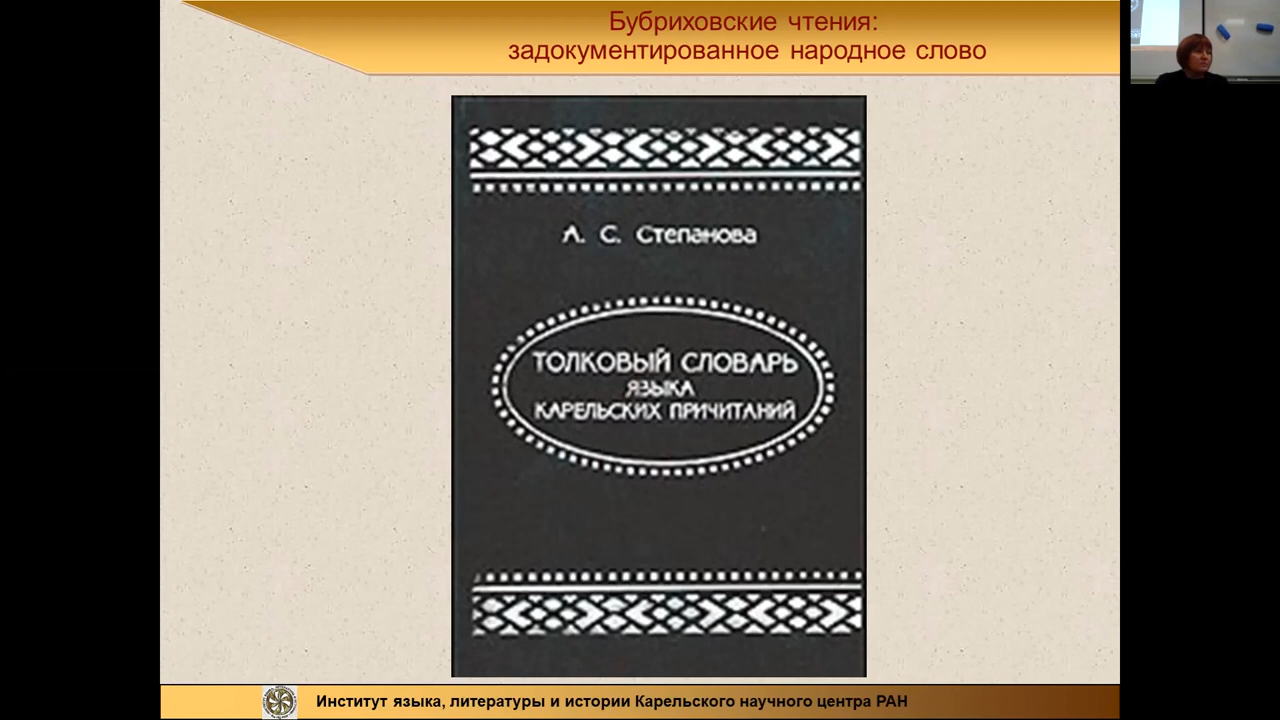 Бубриховские чтения:
задокументированное народное слово
А. С. Степанова
ТОЛКОВЫЙ СЛОВАРЬ
ЯЗЫКА
КАРЕЛЬСКИХ ПРИЧИТАНИЙ
Институт языка, литературы и истории Карельского научного центра РАН